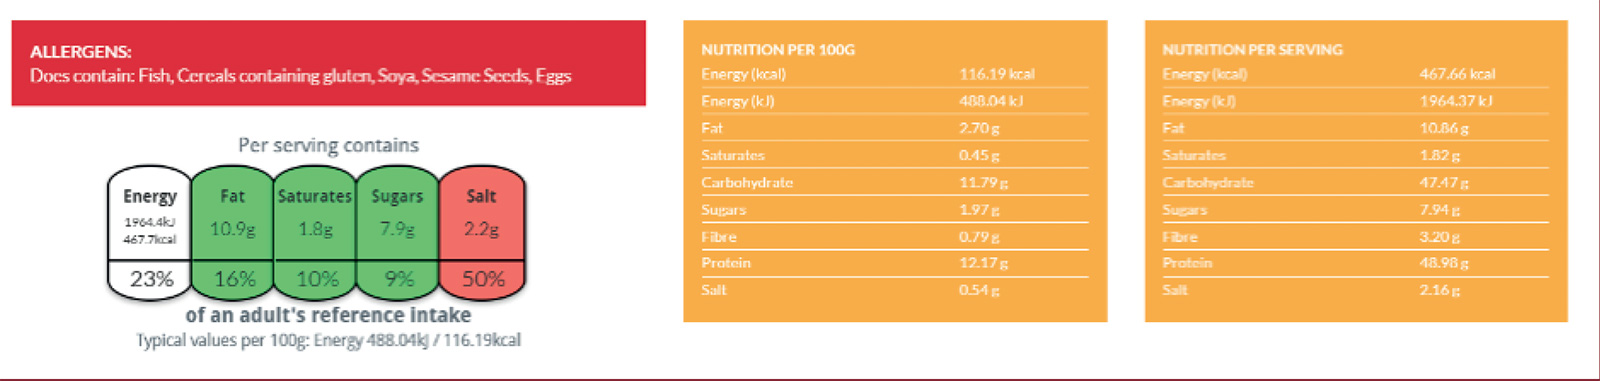 ALLERGENS:
Does contain: Fish, Cereals containing gluten, Soya, Sesame Seeds, Eggs
Per serving contains
Energy Fat Saturates Sugars Salt
1964.4kJ
467.7kcal 10.9g 1.8g 7.9g 2.2g
23% 16% 10% 9% 50%
of an adult's reference intake
Typical values per 100g: Energy 488.04kJ / 116.19kcal
NUTRITION PER 100G
Energy (kcal) 116.19 kcal
Energy (kJ) 488.04 kJ
Fat 2.70 g
Saturates 0.45 g
Carbohydrate 11.79 g
Sugars 1.97 g
Fibre 0.79 g
Protein 12.17 g
Salt 0.54 g
NUTRITION PER SERVING
Energy (kcal) 467.66 kcal
Energy (kJ) 1964.37 kJ
Fat 10.86 g
Saturates 1.82 g
Carbohydrate 47.47 g
Sugars 7.94 g
Fibre 3.20 g
Protein 48.98 g
Salt 2.16 g